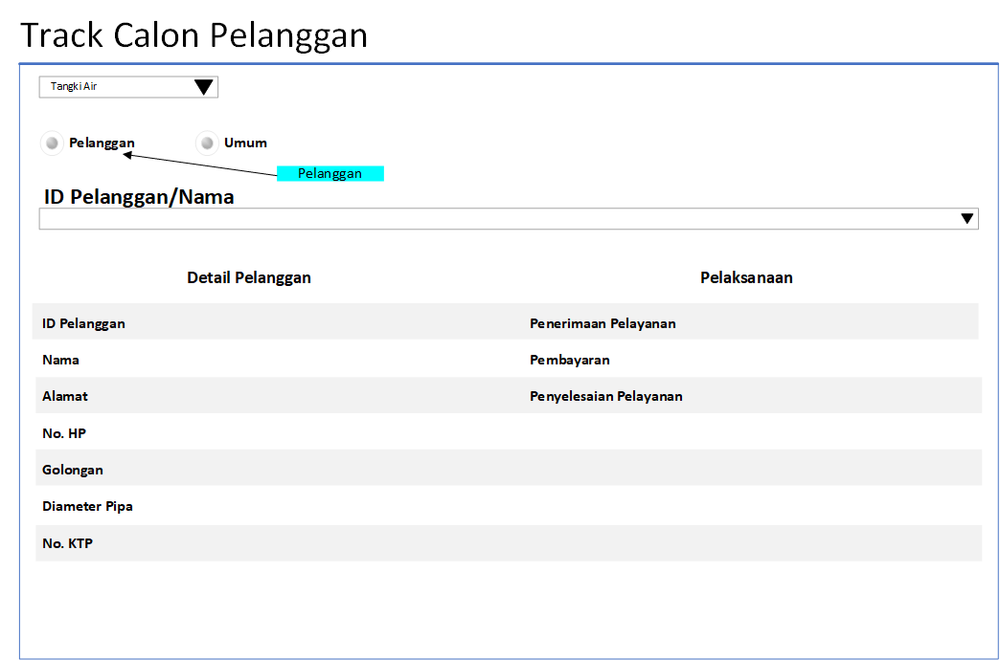 Track Calon Pelanggan
Tangki Air
Pelanggan
Umum
Pelanggan
ID Pelanggan/Nama
Detail Pelanggan
Pelaksanaan
ID Pelanggan
Penerimaan Pelayanan
Nama
Pembayaran
Alamat
Penyelesaian Pelayanan
No. HP
Golongan
Diameter Pipa
No. KTP